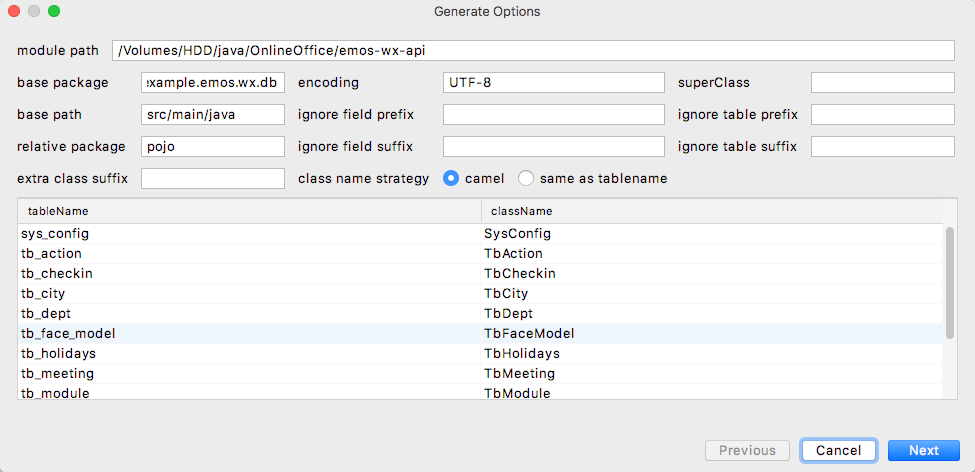 Generate Options
module path /Volumes/HDD/java/OnlineOffice/emos-wx-api
base package example.emos.wx.db encoding UTF-8 superClass
base path src/main/java ignore field prefix ignore table prefix
relative package pojo ignore field suffix ignore table suffix
extra class suffix class name strategy camel same as tablename
tableName className
sys_config SysConfig
tb_action TbAction
tb_checkin TbCheckin
tb_city TbCity
tb_dept TbDept
tb_face_model TbFaceModel
tb_holidays TbHolidays
tb_meeting TbMeeting
tb_module TbModule
Previous Cancel Next